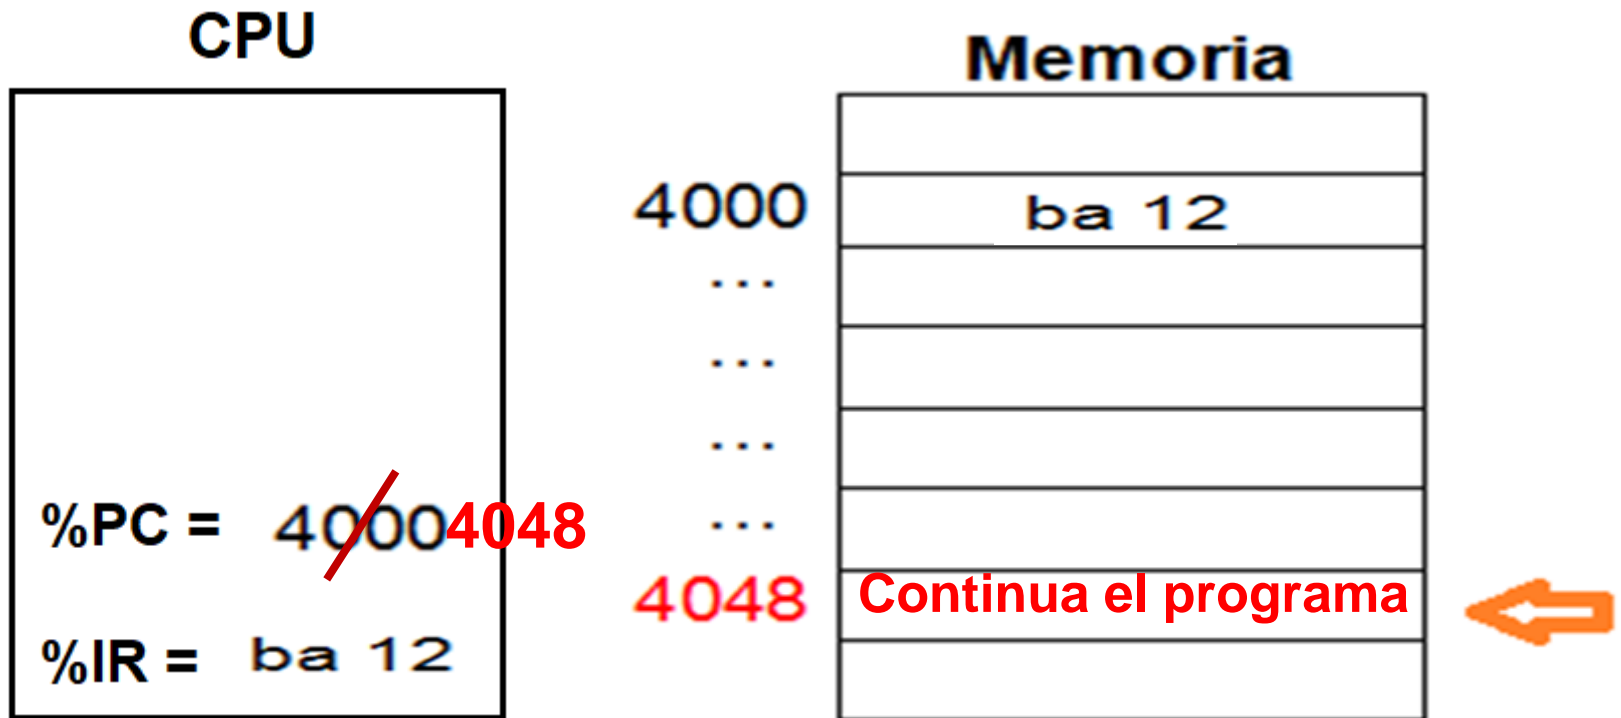 CPU
Memoria
4000 ba 12
...
...
...
%PC = 4000 4048 ...
4048 Continua el programa
%IR = ba 12